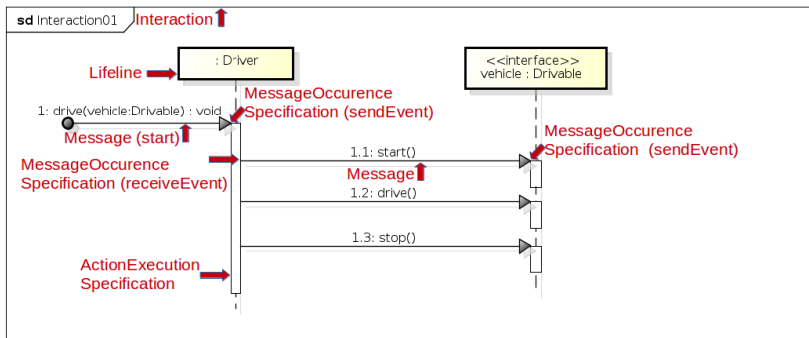 sd Interaction01
Interaction
: Driver
<<interface>>
vehicle : Drivable
Lifeline
MessageOccurence
Specification (sendEvent)
1: drive(vehicle:Drivable) : void
Message (start)
MessageOccurence
Specification (sendEvent)
1.1: start()
MessageOccurence
Specification (receiveEvent)
Message
1.2: drive()
1.3: stop()
ActionExecution
Specification